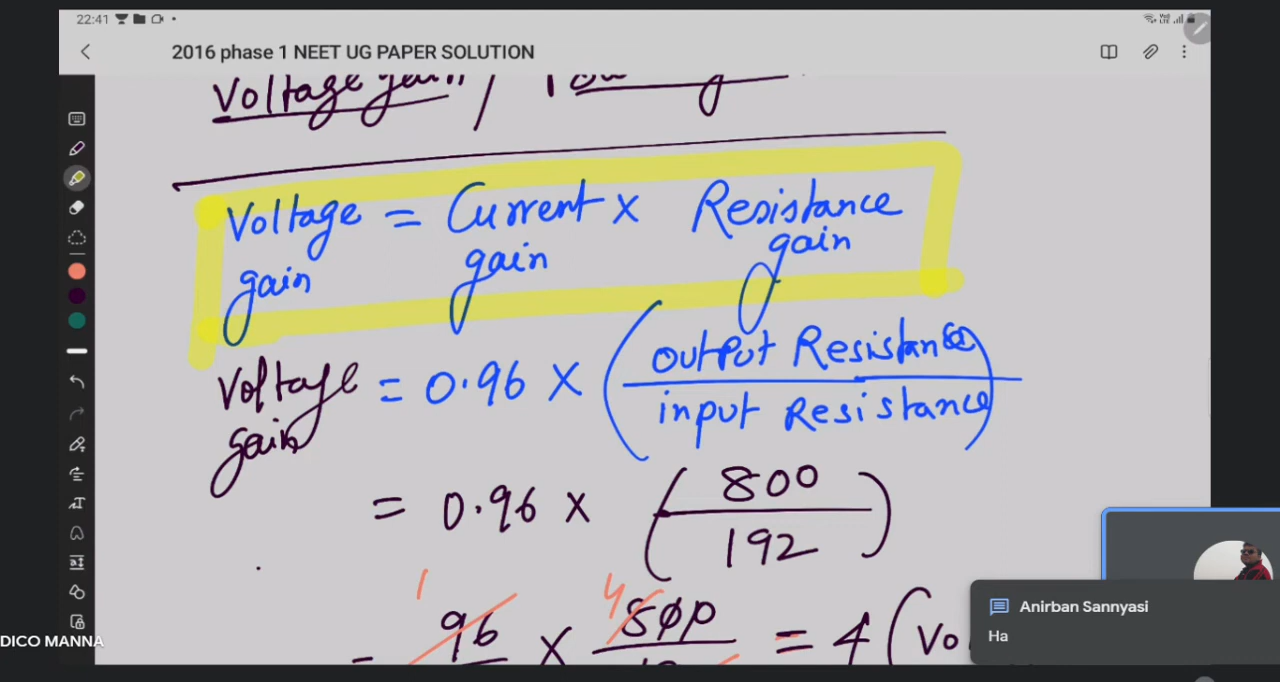 22:41
2016 phase 1 NEET UG PAPER SOLUTION
Voltage gain /
Voltage gain = Current gain × Resistance gain
Voltage gain = 0.96 × (output Resistance / input Resistance)
= 0.96 × (800 / 192)
1 4
= 96 × 800 = 4 (Vo
Anirban Sannyasi
Ha
DICO MANNA